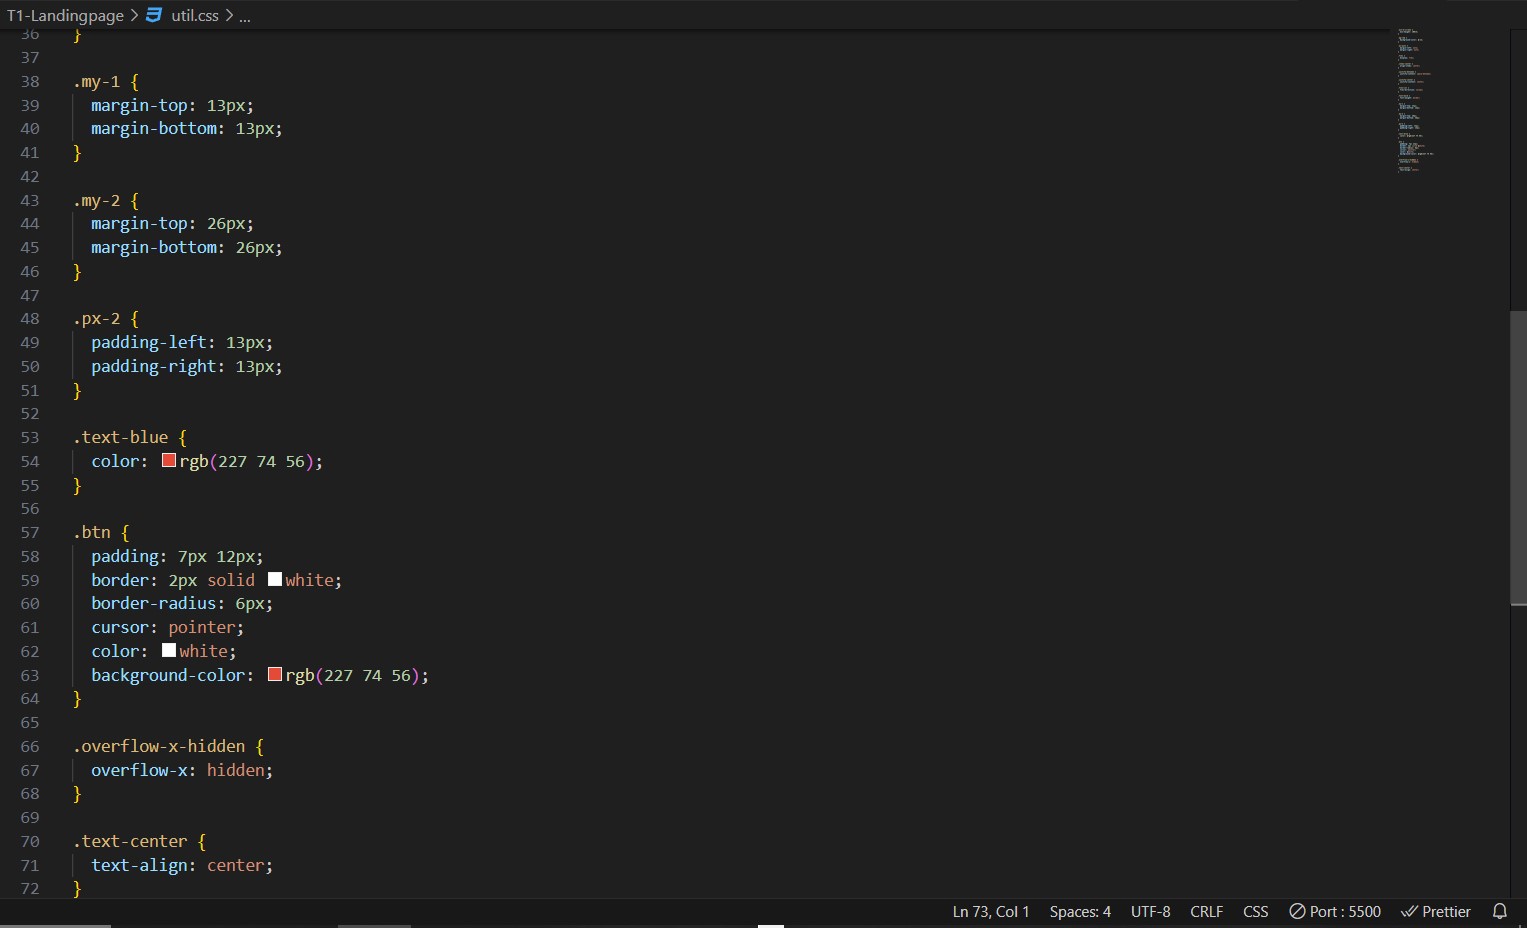 T1-Landingpage > util.css > ...
36 }
37
38 .my-1 {
39 margin-top: 13px;
40 margin-bottom: 13px;
41 }
42
43 .my-2 {
44 margin-top: 26px;
45 margin-bottom: 26px;
46 }
47
48 .px-2 {
49 padding-left: 13px;
50 padding-right: 13px;
51 }
52
53 .text-blue {
54 color: rgb(227 74 56);
55 }
56
57 .btn {
58 padding: 7px 12px;
59 border: 2px solid white;
60 border-radius: 6px;
61 cursor: pointer;
62 color: white;
63 background-color: rgb(227 74 56);
64 }
65
66 .overflow-x-hidden {
67 overflow-x: hidden;
68 }
69
70 .text-center {
71 text-align: center;
72 }
Ln 73, Col 1 Spaces: 4 UTF-8 CRLF CSS Port : 5500 Prettier